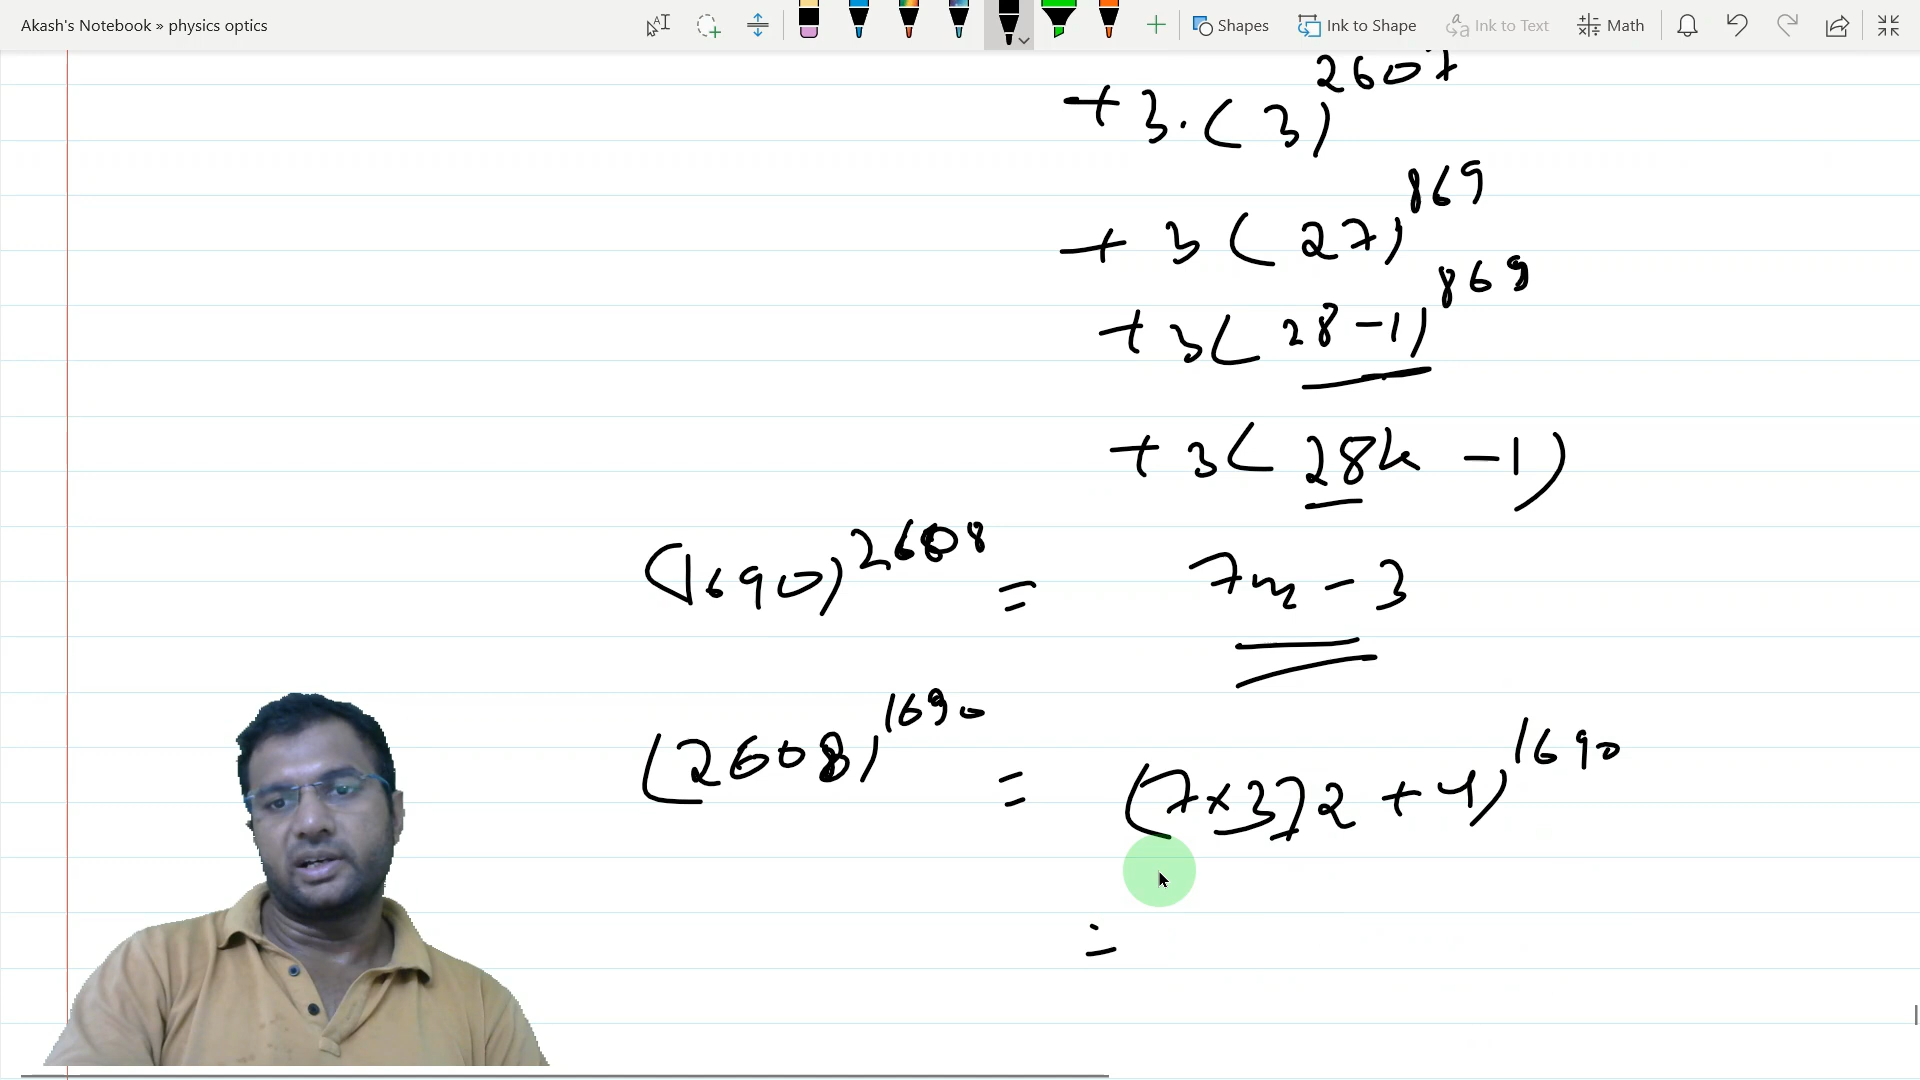 Akash's Notebook » physics optics
Shapes Ink to Shape Ink to Text Math
+ 3·(3)^2607
+ 3(27)^869
+ 3(28-1)^869
+ 3(28k -1)
(1690)^2608 = 7m - 3
(2608)^1690 = (7×372 + 4)^1690
=